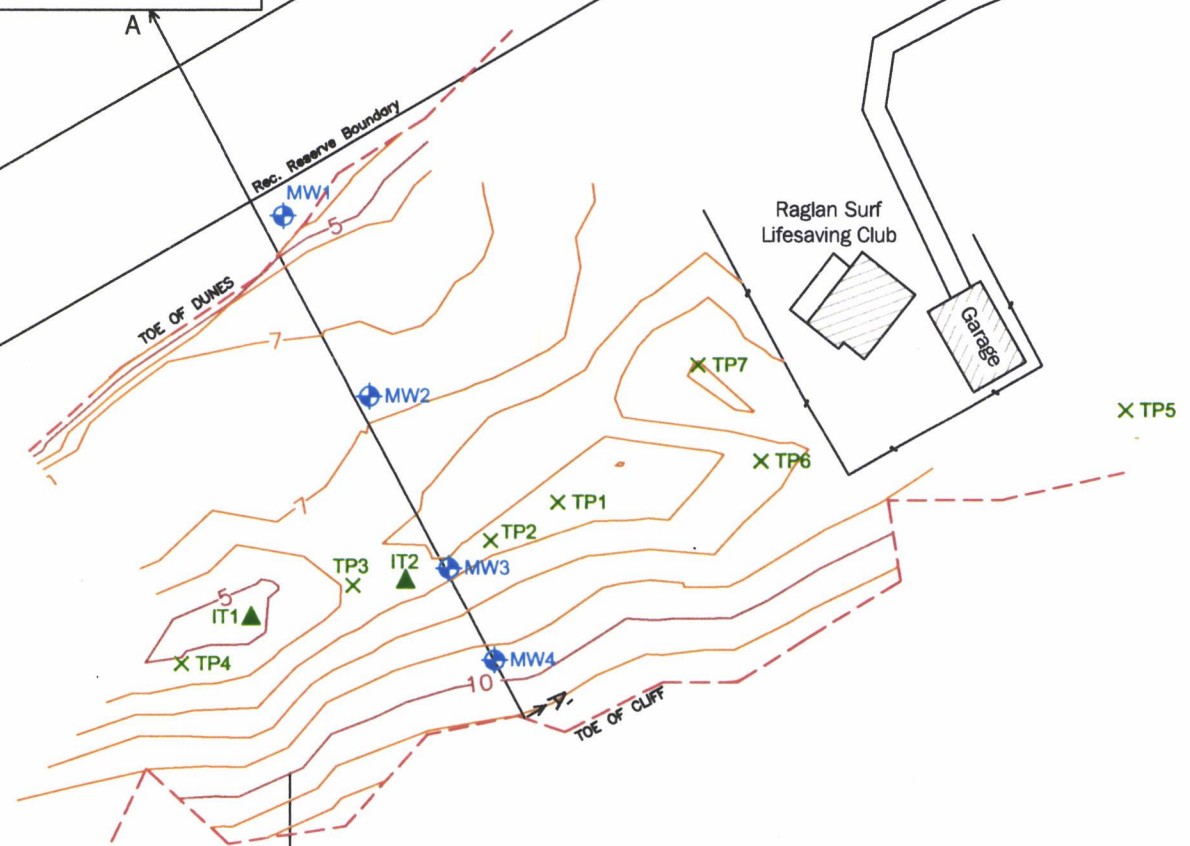 A
Rec. Reserve Boundary
MW1
5
Raglan Surf
Lifesaving Club
TOE OF DUNES
7
Garage
TP7
MW2
TP5
TP6
7
TP1
TP2
TP3
IT2
MW3
5
IT1
TP4
MW4
10
TOE OF CLIFF